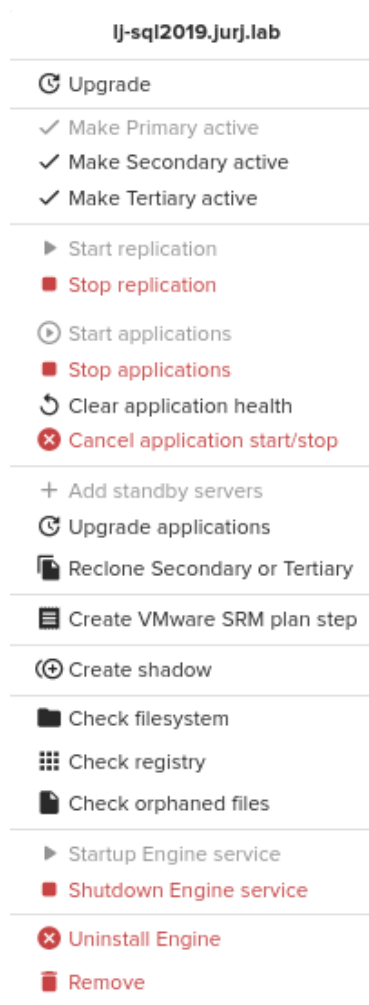 lj-sql2019.jurj.lab
Upgrade
Make Primary active
Make Secondary active
Make Tertiary active
Start replication
Stop replication
Start applications
Stop applications
Clear application health
Cancel application start/stop
Add standby servers
Upgrade applications
Reclone Secondary or Tertiary
Create VMware SRM plan step
Create shadow
Check filesystem
Check registry
Check orphaned files
Startup Engine service
Shutdown Engine service
Uninstall Engine
Remove